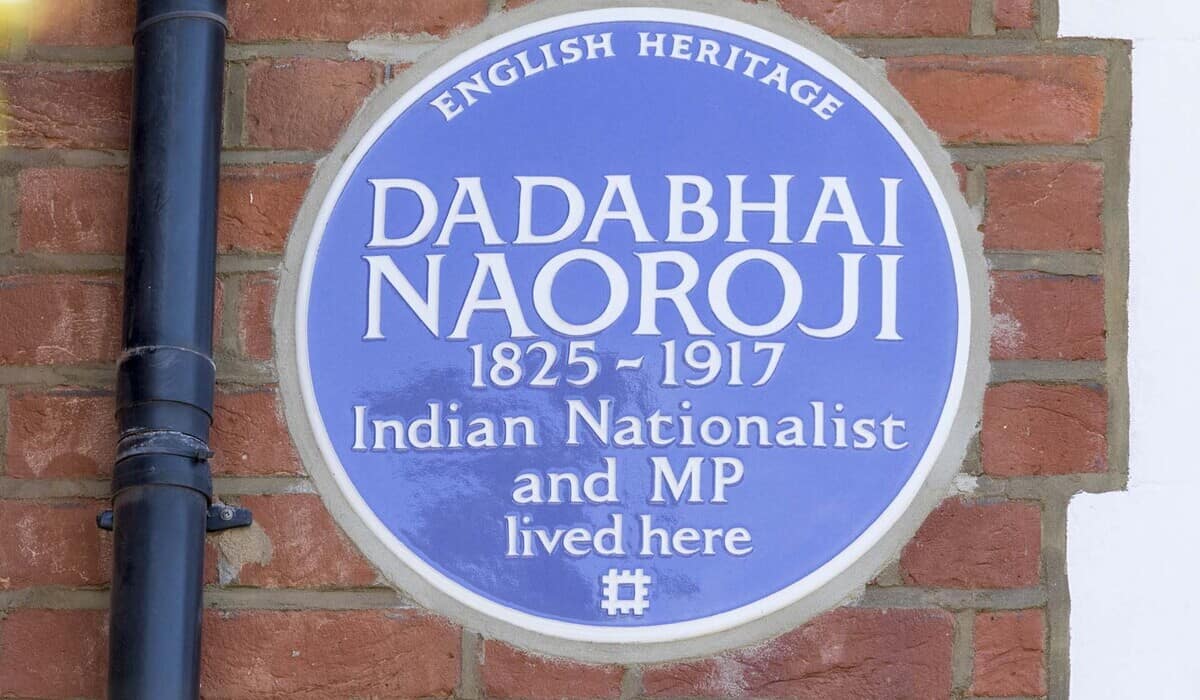 ENGLISH HERITAGE
DADABHAI
NAOROJI
1825 ~ 1917
Indian Nationalist
and MP
lived here